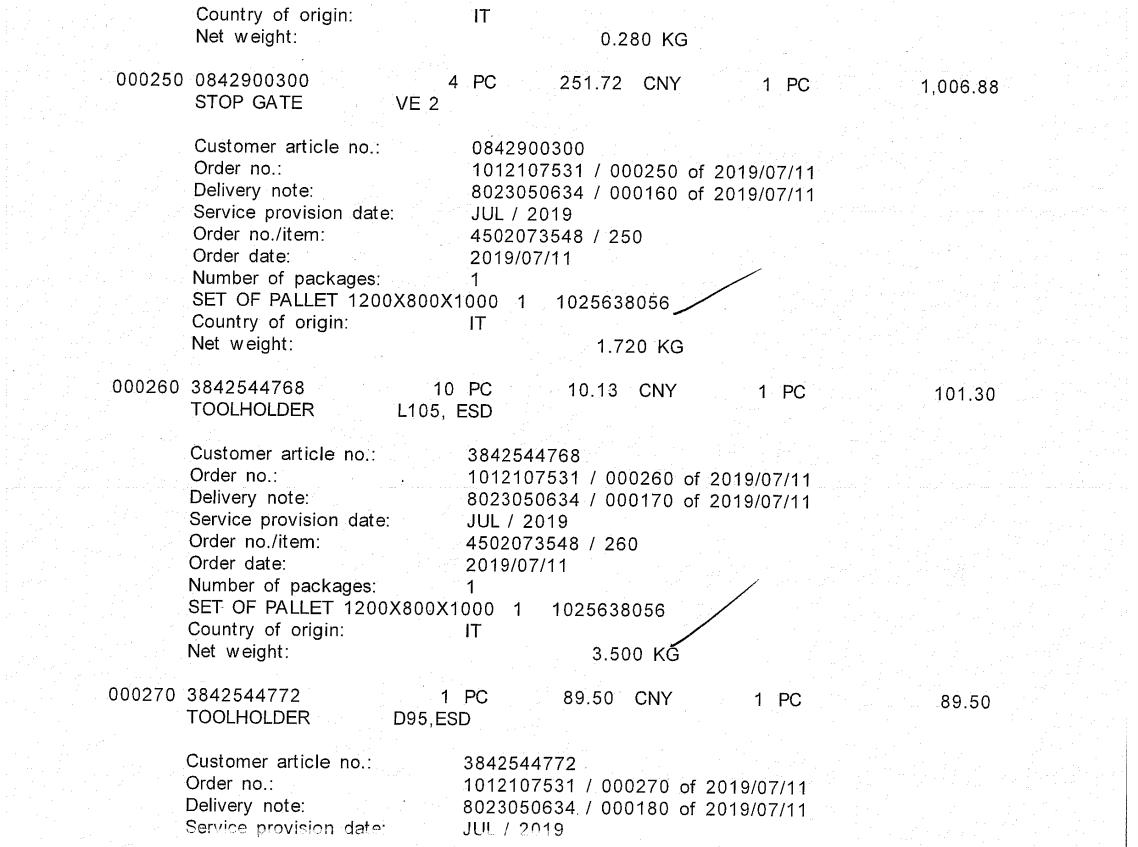 Country of origin: IT
Net weight: 0.280 KG
000250 0842900300 4 PC 251.72 CNY 1 PC 1,006.88
STOP GATE VE 2
Customer article no.: 0842900300
Order no.: 1012107531 / 000250 of 2019/07/11
Delivery note: 8023050634 / 000160 of 2019/07/11
Service provision date: JUL / 2019
Order no./item: 4502073548 / 250
Order date: 2019/07/11
Number of packages: 1
SET OF PALLET 1200X800X1000 1 1025638056
Country of origin: IT
Net weight: 1.720 KG
000260 3842544768 10 PC 10.13 CNY 1 PC 101.30
TOOLHOLDER L105, ESD
Customer article no.: 3842544768
Order no.: 1012107531 / 000260 of 2019/07/11
Delivery note: 8023050634 / 000170 of 2019/07/11
Service provision date: JUL / 2019
Order no./item: 4502073548 / 260
Order date: 2019/07/11
Number of packages: 1
SET OF PALLET 1200X800X1000 1 1025638056
Country of origin: IT
Net weight: 3.500 KG
000270 3842544772 1 PC 89.50 CNY 1 PC 89.50
TOOLHOLDER D95,ESD
Customer article no.: 3842544772
Order no.: 1012107531 / 000270 of 2019/07/11
Delivery note: 8023050634 / 000180 of 2019/07/11
Service provision date: JUL / 2019